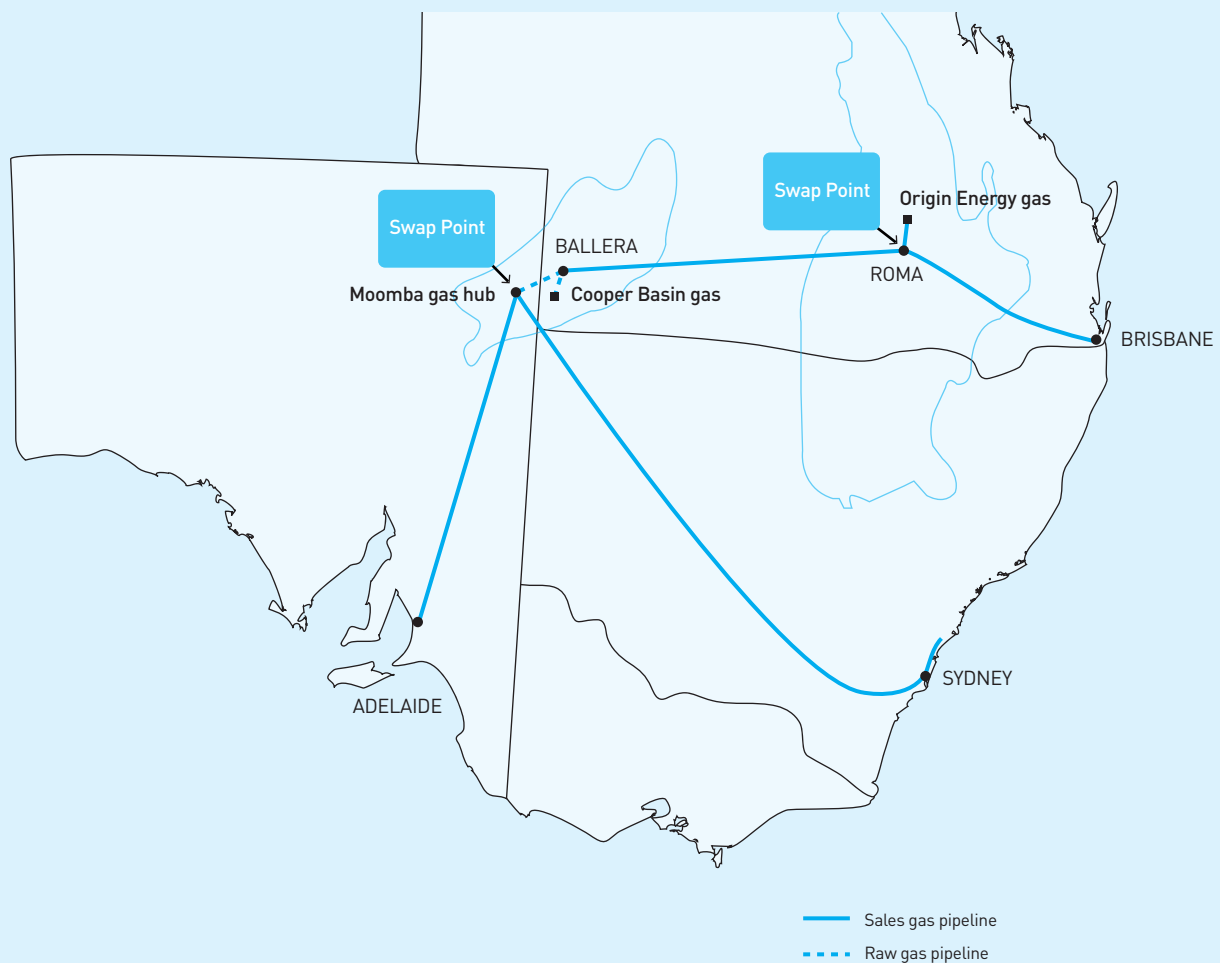 Swap Point
Origin Energy gas
Swap Point
BALLERA
ROMA
Moomba gas hub
Cooper Basin gas
BRISBANE
SYDNEY
ADELAIDE
Sales gas pipeline
Raw gas pipeline